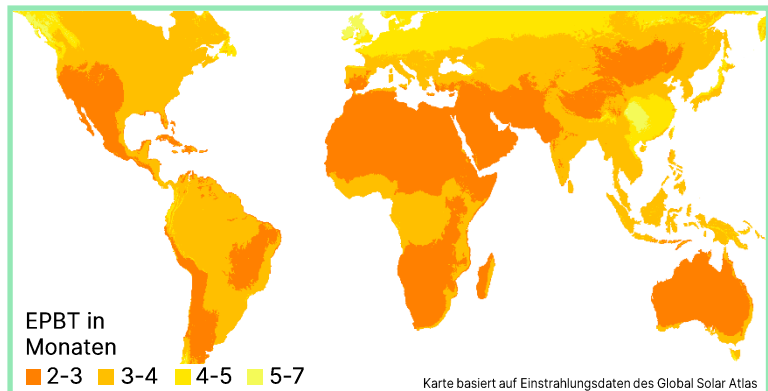 EPBT in
Monaten
2-3 3-4 4-5 5-7
Karte basiert auf Einstrahlungsdaten des Global Solar Atlas